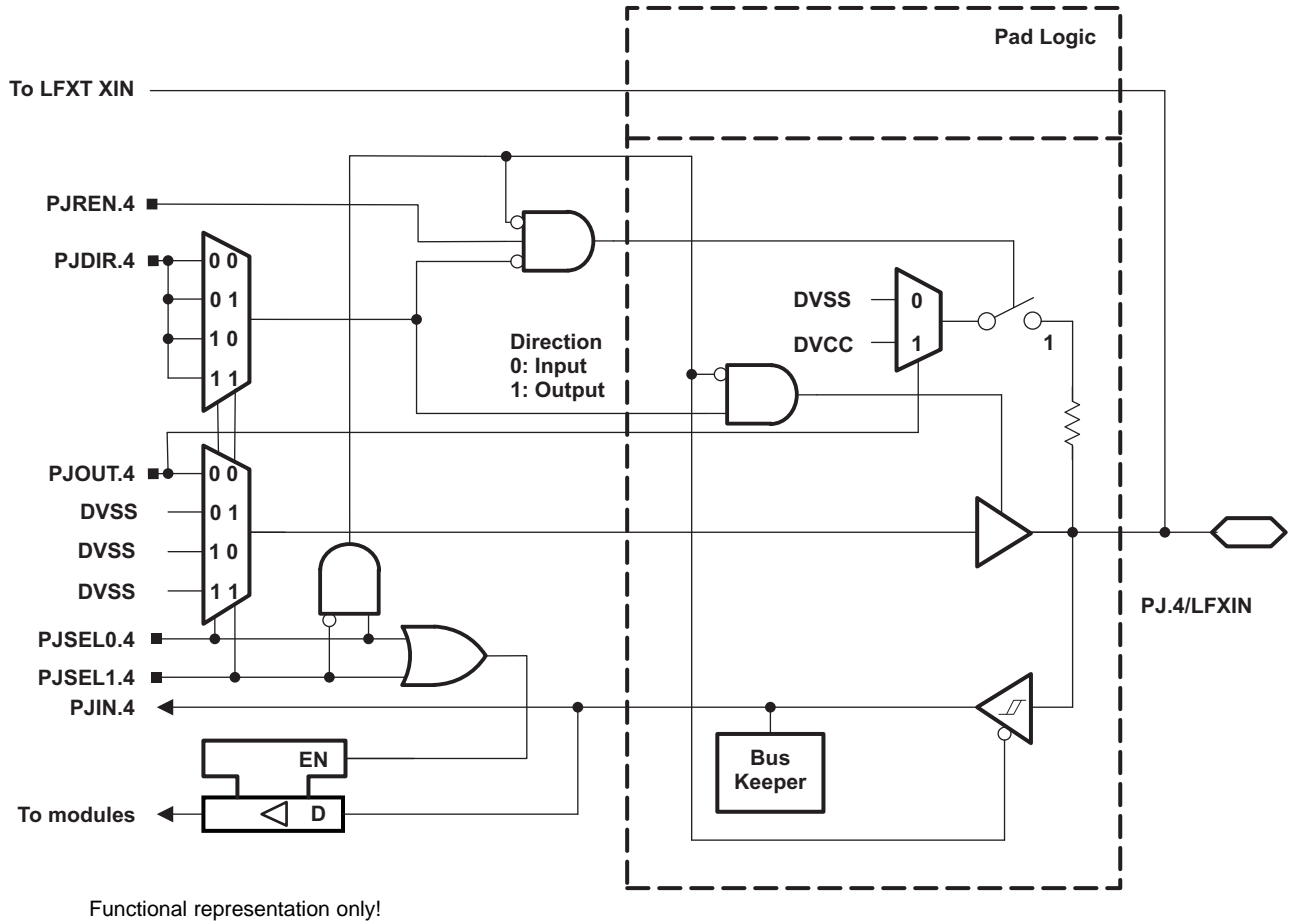 Pad Logic
To LFXT XIN
PJREN.4
PJDIR.4
0 0
0 1
1 0
1 1
Direction
0: Input
1: Output
DVSS
0
DVCC
1
1
PJOUT.4
0 0
DVSS
0 1
DVSS
1 0
DVSS
1 1
PJ.4/LFXIN
PJSEL0.4
PJSEL1.4
PJIN.4
EN
Bus
Keeper
To modules
D
Functional representation only!